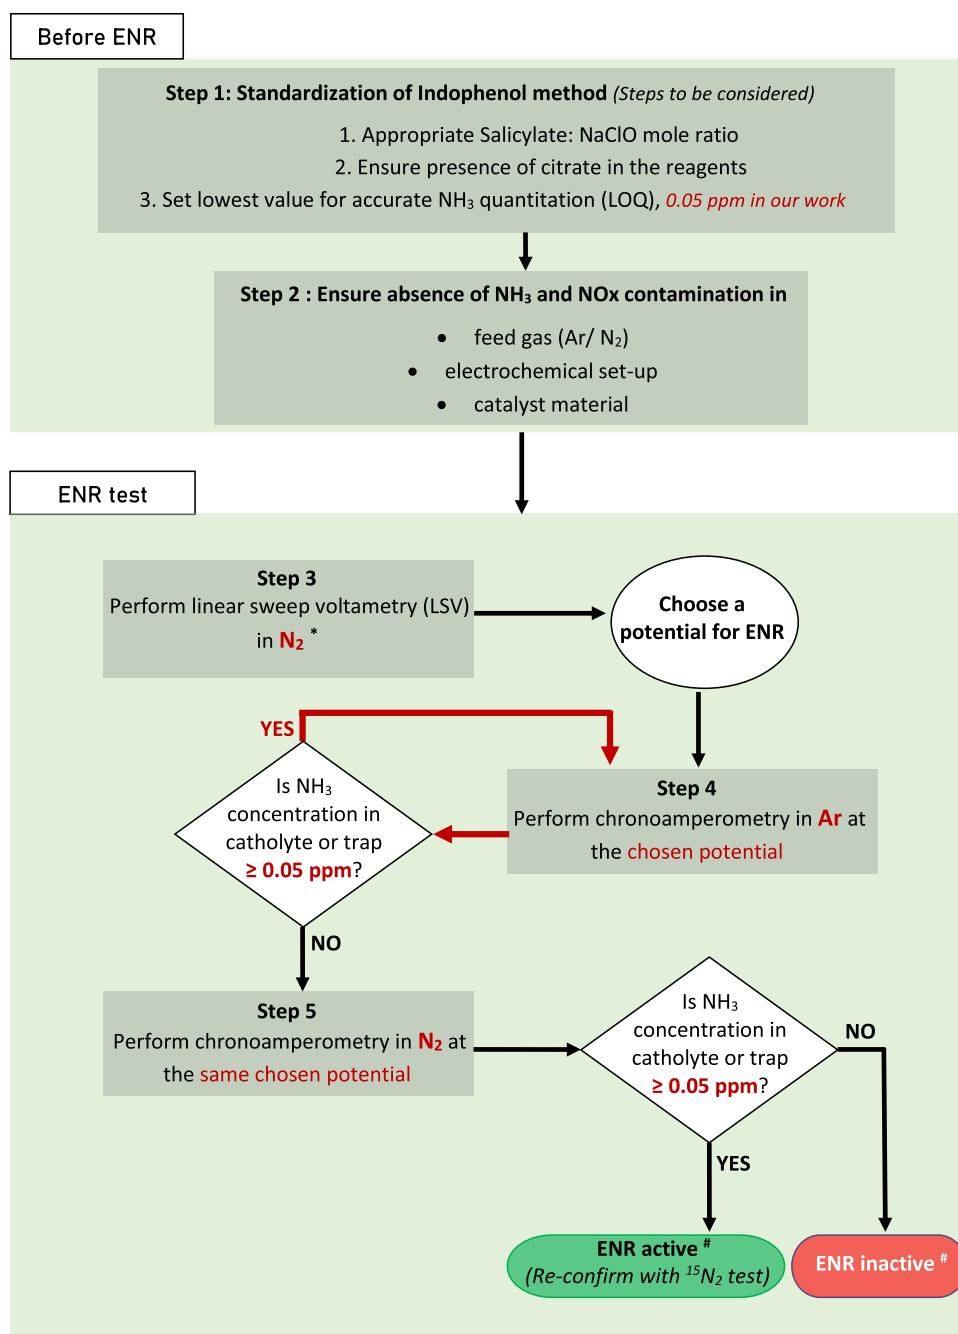 Before ENR
Step 1: Standardization of Indophenol method (Steps to be considered)
1. Appropriate Salicylate: NaClO mole ratio
2. Ensure presence of citrate in the reagents
3. Set lowest value for accurate NH₃ quantitation (LOQ), 0.05 ppm in our work
Step 2 : Ensure absence of NH₃ and NOx contamination in
• feed gas (Ar/ N₂)
• electrochemical set-up
• catalyst material
ENR test
Step 3
Perform linear sweep voltametry (LSV)
in N₂ *
Choose a
potential for ENR
YES
Is NH₃
concentration in
catholyte or trap
≥ 0.05 ppm?
Step 4
Perform chronoamperometry in Ar at
the chosen potential
NO
Step 5
Perform chronoamperometry in N₂ at
the same chosen potential
Is NH₃
concentration in
catholyte or trap
≥ 0.05 ppm?
NO
YES
ENR active #
(Re-confirm with ¹⁵N₂ test)
ENR inactive #